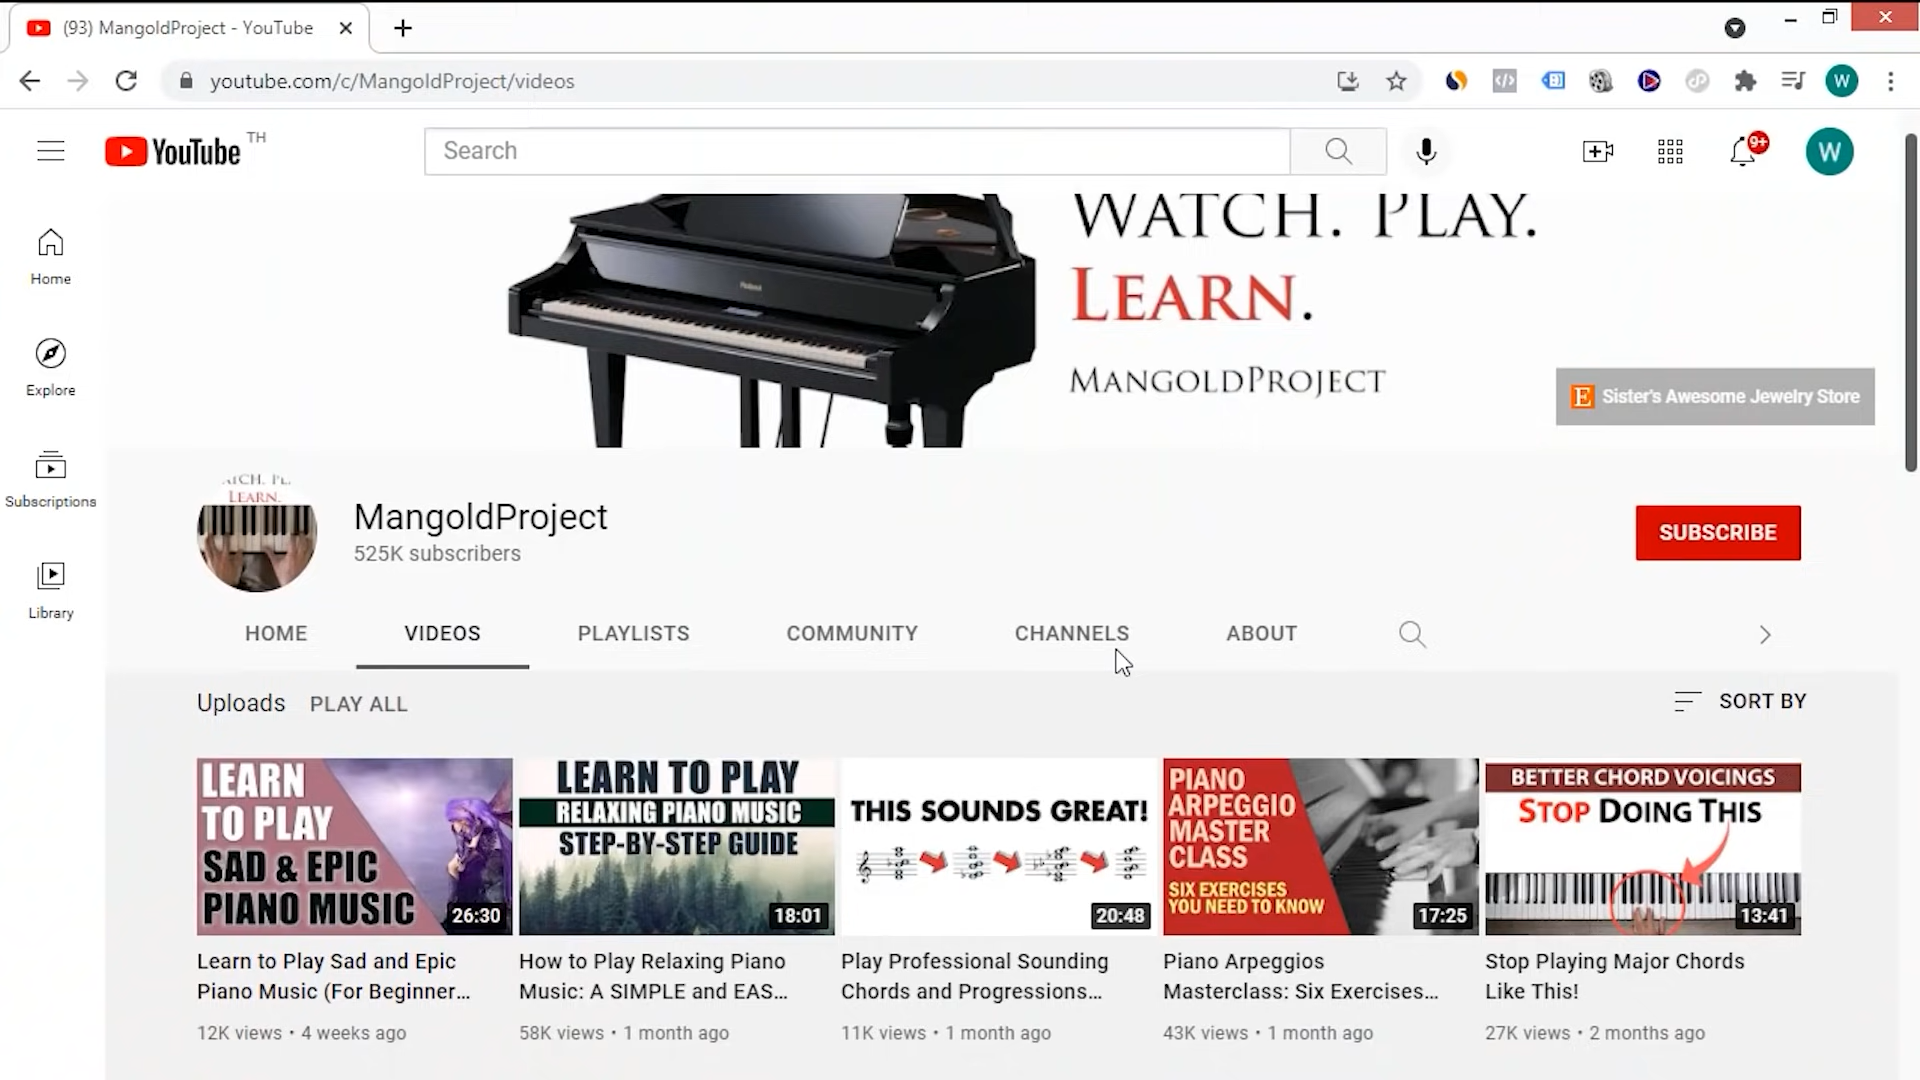 (93) MangoldProject - YouTube
youtube.com/c/MangoldProject/videos
W
YouTube TH
Search
9+
W
WATCH. PLAY.
LEARN.
MANGOLDPROJECT
E Sister's Awesome Jewelry Store
Home
Explore
Subscriptions
Library
LEARN.
MangoldProject
525K subscribers
SUBSCRIBE
HOME VIDEOS PLAYLISTS COMMUNITY CHANNELS ABOUT
Uploads PLAY ALL
SORT BY
LEARN
TO PLAY
SAD & EPIC
PIANO MUSIC
26:30
LEARN TO PLAY
RELAXING PIANO MUSIC
STEP-BY-STEP GUIDE
18:01
THIS SOUNDS GREAT!
20:48
PIANO
ARPEGGIO
MASTER
CLASS
SIX EXERCISES
YOU NEED TO KNOW
17:25
BETTER CHORD VOICINGS
STOP DOING THIS
13:41
Learn to Play Sad and Epic
Piano Music (For Beginner...
12K views • 4 weeks ago
How to Play Relaxing Piano
Music: A SIMPLE and EAS...
58K views • 1 month ago
Play Professional Sounding
Chords and Progressions...
11K views • 1 month ago
Piano Arpeggios
Masterclass: Six Exercises...
43K views • 1 month ago
Stop Playing Major Chords
Like This!
27K views • 2 months ago